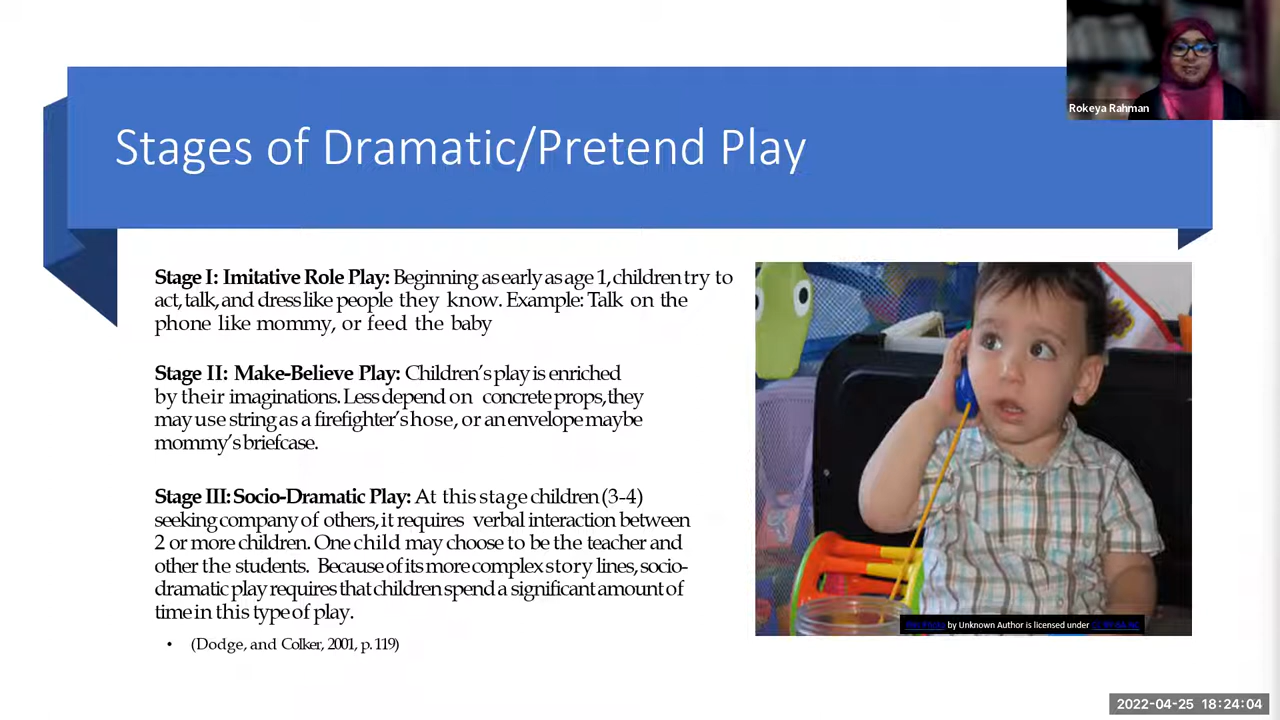 Rokeya Rahman
Stages of Dramatic/Pretend Play
Stage I: Imitative Role Play: Beginning as early as age 1, children try to
act, talk, and dress like people they know. Example: Talk on the
phone like mommy, or feed the baby
Stage II: Make-Believe Play: Children's play is enriched
by their imaginations. Less depend on concrete props, they
may use string as a firefighter's hose, or an envelope maybe
mommy's briefcase.
Stage III: Socio-Dramatic Play: At this stage children (3-4)
seeking company of others, it requires verbal interaction between
2 or more children. One child may choose to be the teacher and
other the students. Because of its more complex story lines, socio-
dramatic play requires that children spend a significant amount of
time in this type of play.
• (Dodge, and Colker, 2001, p. 119)
by Unknown Author is licensed under
2022-04-25 18:24:04